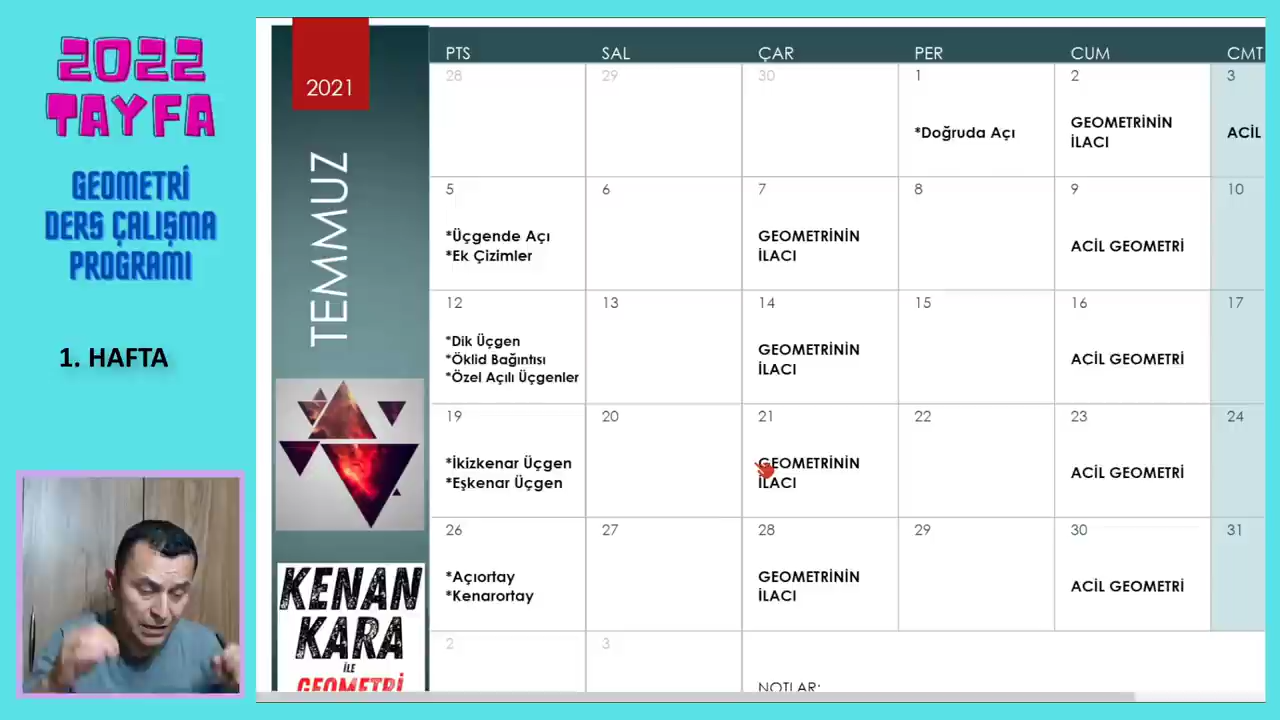 2022
TAYFA
GEOMETRİ
DERS ÇALIŞMA
PROGRAMI
1. HAFTA
2021
TEMMUZ
KENAN
KARA
İLE
GEOMETRİ
PTS SAL ÇAR PER CUM CMT
28 29 30 1 2 3
*Doğruda Açı
GEOMETRİNİN
İLACI
ACİL
5 6 7 8 9 10
*Üçgende Açı
*Ek Çizimler
GEOMETRİNİN
İLACI
ACİL GEOMETRİ
12 13 14 15 16 17
*Dik Üçgen
*Öklid Bağıntısı
*Özel Açılı Üçgenler
GEOMETRİNİN
İLACI
ACİL GEOMETRİ
19 20 21 22 23 24
*İkizkenar Üçgen
*Eşkenar Üçgen
GEOMETRİNİN
İLACI
ACİL GEOMETRİ
26 27 28 29 30 31
*Açıortay
*Kenarortay
GEOMETRİNİN
İLACI
ACİL GEOMETRİ
2 3
NOTLAR: